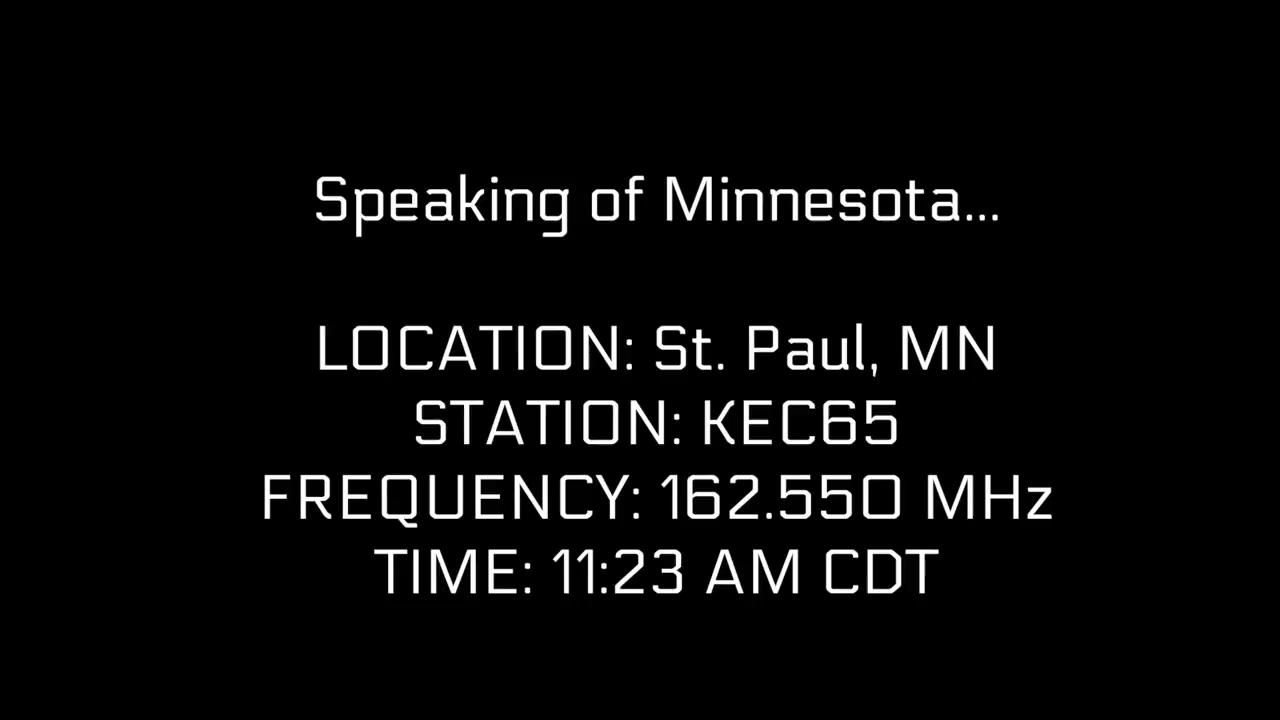 Speaking of Minnesota...
LOCATION: St. Paul, MN
STATION: KEC65
FREQUENCY: 162.550 MHz
TIME: 11:23 AM CDT